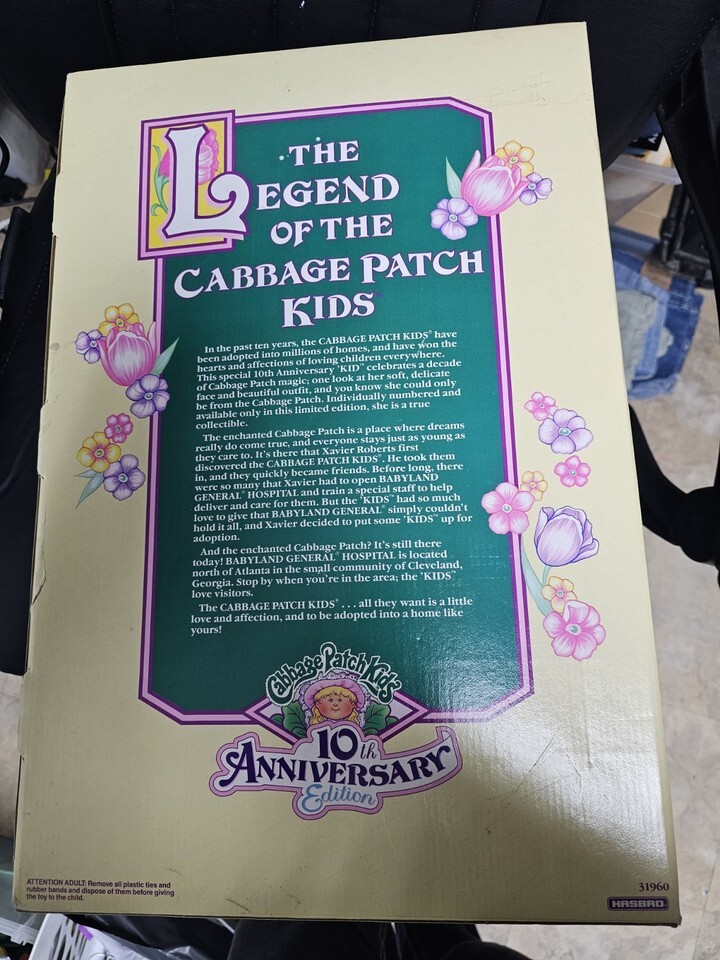 THE
LEGEND
OF THE
CABBAGE PATCH
KIDS
In the past ten years, the CABBAGE PATCH KIDS® have
been adopted into millions of homes, and have won the
hearts and affections of loving children everywhere.
This special 10th Anniversary 'KID™ celebrates a decade
of Cabbage Patch magic; one look at her soft, delicate
face and beautiful outfit, and you know she could only
be from the Cabbage Patch. Individually numbered and
available only in this limited edition, she is a true
collectible.
The enchanted Cabbage Patch is a place where dreams
really do come true, and everyone stays just as young as
they care to. It's there that Xavier Roberts first
discovered the CABBAGE PATCH KIDS®. He took them
in, and they quickly became friends. Before long, there
were so many that Xavier had to open BABYLAND
GENERAL® HOSPITAL and train a special staff to help
deliver and care for them. But the 'KIDS™ had so much
love to give that BABYLAND GENERAL® simply couldn't
hold it all, and Xavier decided to put some 'KIDS™ up for
adoption.
And the enchanted Cabbage Patch? It's still there
today! BABYLAND GENERAL® HOSPITAL is located
north of Atlanta in the small community of Cleveland,
Georgia. Stop by when you're in the area; the 'KIDS™
love visitors.
The CABBAGE PATCH KIDS® . . . all they want is a little
love and affection, and to be adopted into a home like
yours!
Cabbage Patch Kids
10th
ANNIVERSARY
Edition
ATTENTION ADULT: Remove all plastic ties and
rubber bands and dispose of them before giving
the toy to the child.
31960
HASBRO